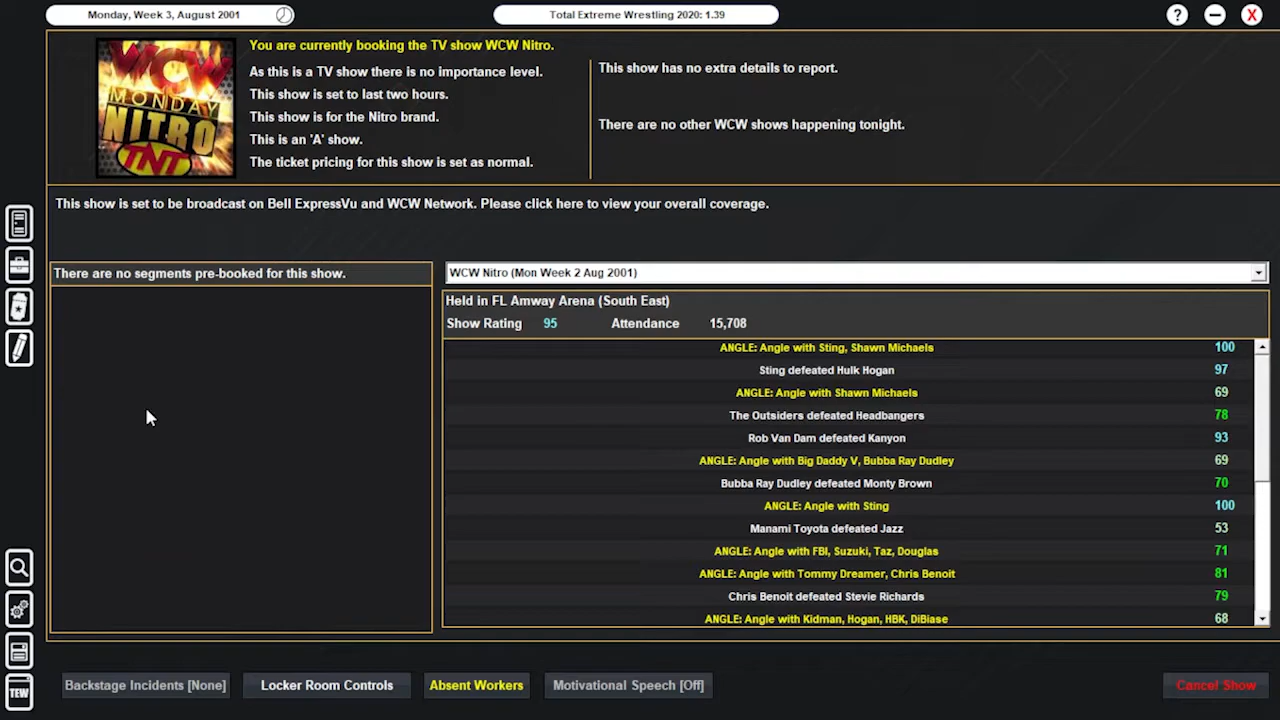 Monday, Week 3, August 2001
Total Extreme Wrestling 2020: 1.39
?
X
WCW
MONDAY
NITRO
TNT
You are currently booking the TV show WCW Nitro.
As this is a TV show there is no importance level.
This show is set to last two hours.
This show is for the Nitro brand.
This is an 'A' show.
The ticket pricing for this show is set as normal.
This show has no extra details to report.
There are no other WCW shows happening tonight.
This show is set to be broadcast on Bell ExpressVu and WCW Network. Please click here to view your overall coverage.
There are no segments pre-booked for this show.
WCW Nitro (Mon Week 2 Aug 2001)
Held in FL Amway Arena (South East)
Show Rating 95 Attendance 15,708
ANGLE: Angle with Sting, Shawn Michaels 100
Sting defeated Hulk Hogan 97
ANGLE: Angle with Shawn Michaels 69
The Outsiders defeated Headbangers 78
Rob Van Dam defeated Kanyon 93
ANGLE: Angle with Big Daddy V, Bubba Ray Dudley 69
Bubba Ray Dudley defeated Monty Brown 70
ANGLE: Angle with Sting 100
Manami Toyota defeated Jazz 53
ANGLE: Angle with FBI, Suzuki, Taz, Douglas 71
ANGLE: Angle with Tommy Dreamer, Chris Benoit 81
Chris Benoit defeated Stevie Richards 79
ANGLE: Angle with Kidman, Hogan, HBK, DiBiase 68
TEW
Backstage Incidents [None]
Locker Room Controls
Absent Workers
Motivational Speech [Off]
Cancel Show